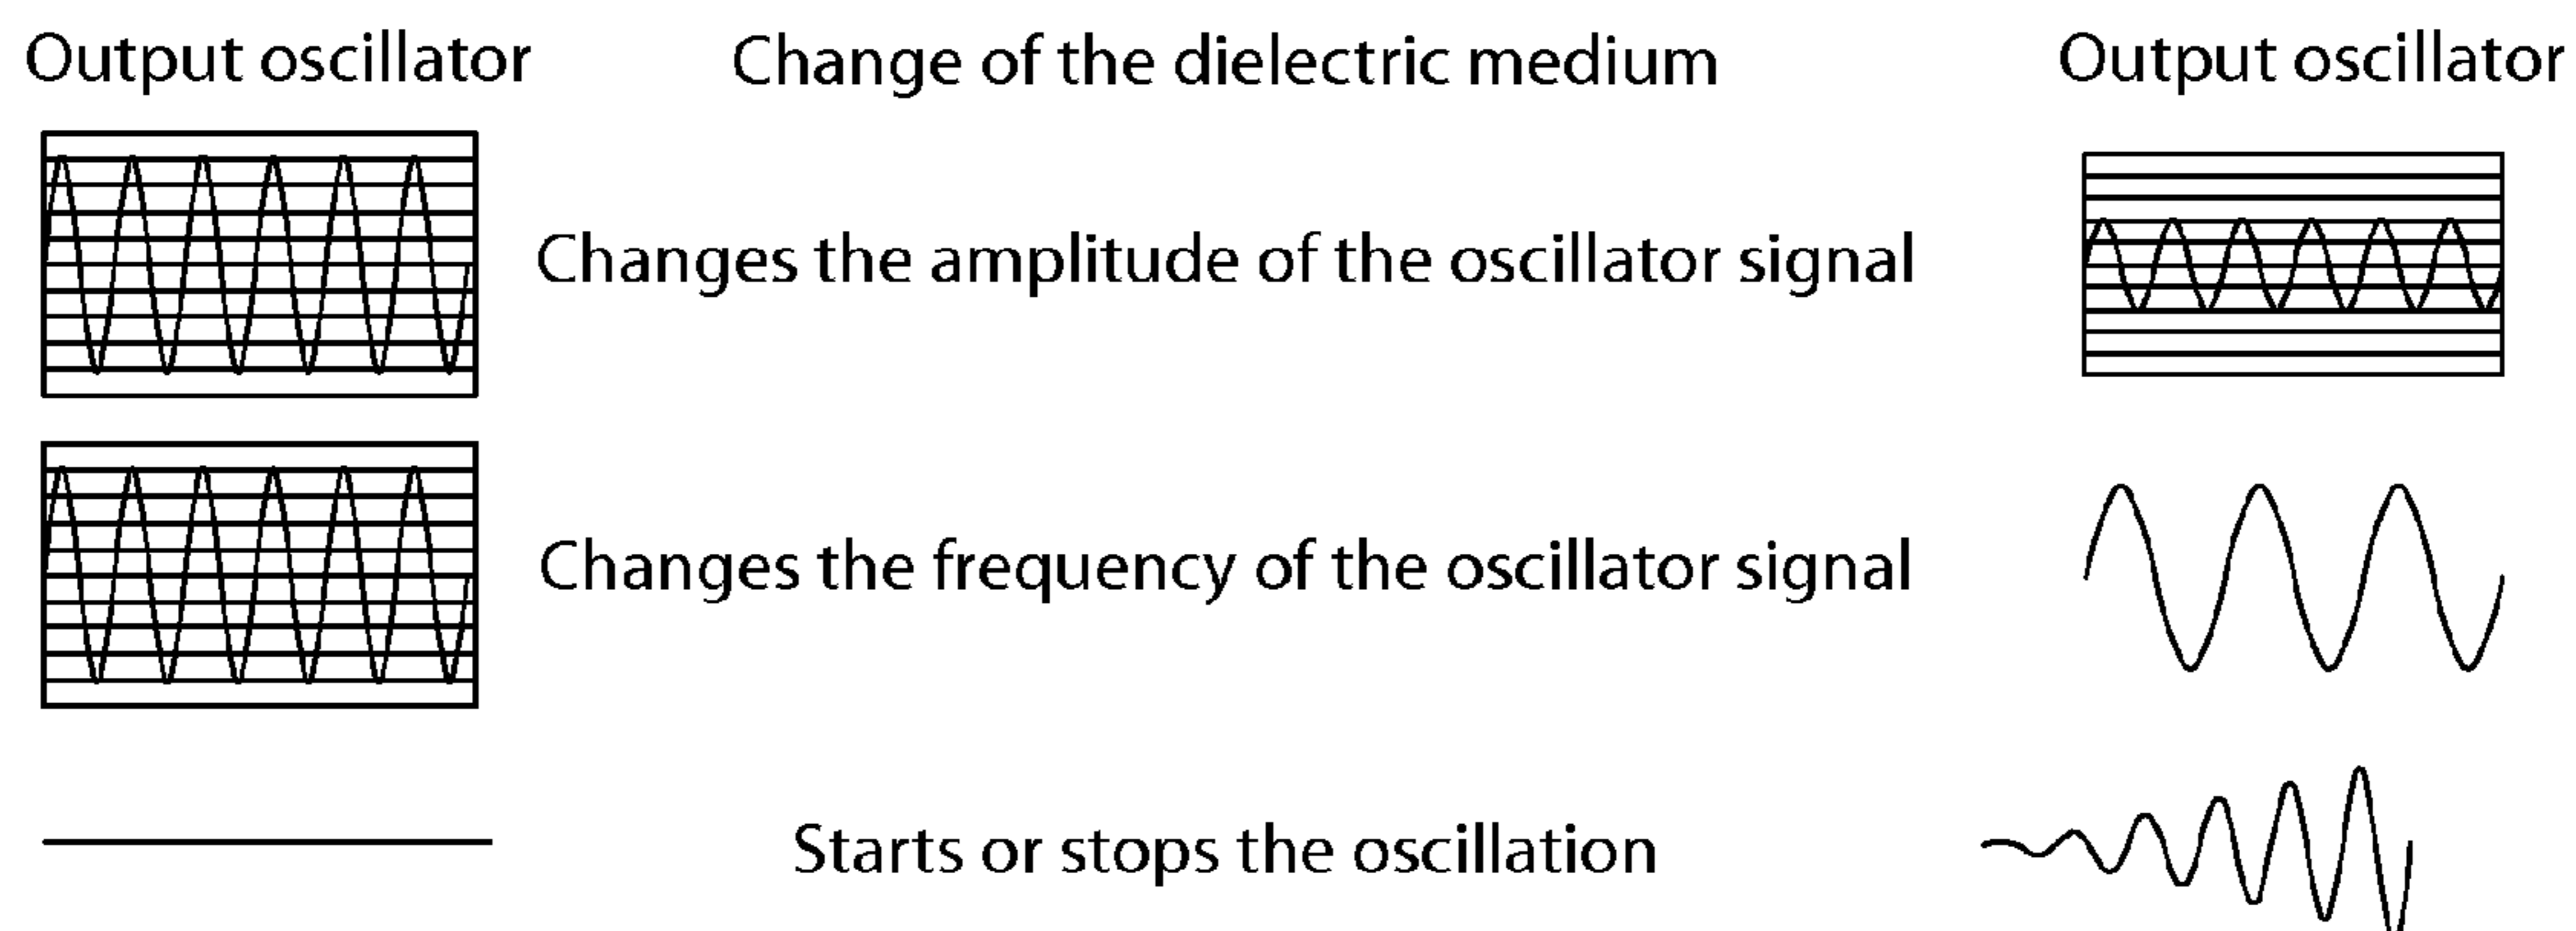 Output oscillator
Change of the dielectric medium
Output oscillator
Changes the amplitude of the oscillator signal
Changes the frequency of the oscillator signal
Starts or stops the oscillation